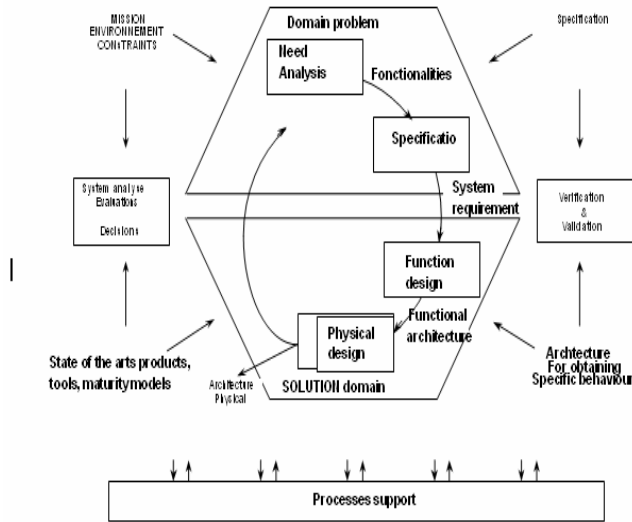 MISSION
ENVIRONNEMENT
CONSTRAINTS
Domain problem
Specification
Need
Analysis
Fonctionalities
Specificatio
System
requirement
System analyse
Evaluations
Decisions
Verification
&
Validation
Function
design
Functional
architecture
Physical
design
State of the arts products,
tools, maturity models
Architecture
Physical
SOLUTION domain
Archtecture
For obtaining
Specific behaviour
Processes support